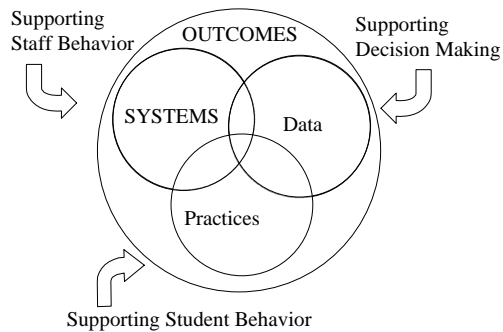 Supporting
Staff Behavior
OUTCOMES
Supporting
Decision Making
SYSTEMS
Data
Practices
Supporting Student Behavior